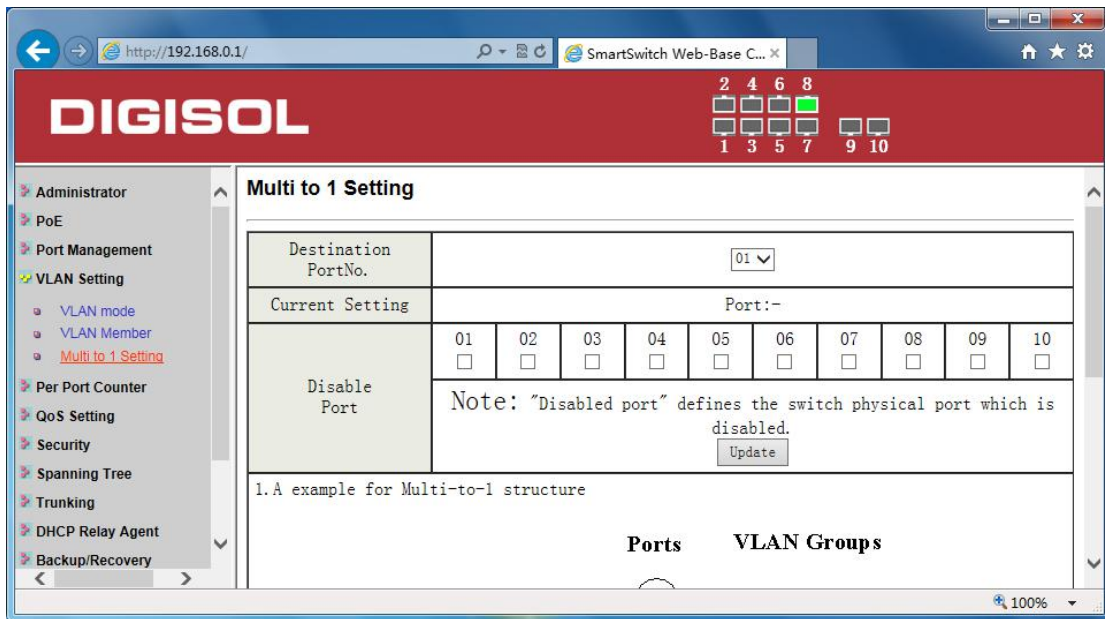 http://192.168.0.1/
SmartSwitch Web-Base C...
DIGISOL
2 4 6 8
1 3 5 7 9 10
Administrator
PoE
Port Management
VLAN Setting
VLAN mode
VLAN Member
Multi to 1 Setting
Per Port Counter
QoS Setting
Security
Spanning Tree
Trunking
DHCP Relay Agent
Backup/Recovery
Multi to 1 Setting
Destination
PortNo.
01
Current Setting
Port:-
Disable
Port
01 02 03 04 05 06 07 08 09 10
Note: "Disabled port" defines the switch physical port which is
disabled.
Update
1.A example for Multi-to-1 structure
Ports VLAN Groups
100%